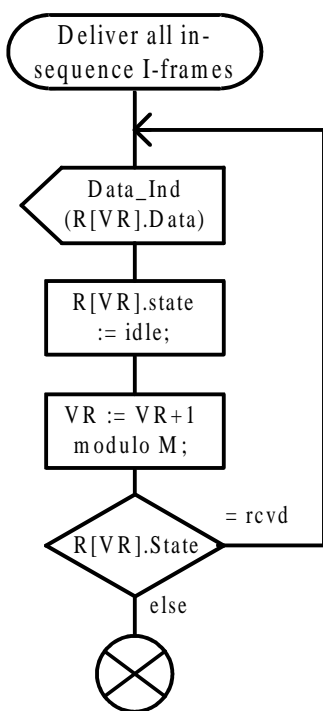 Deliver all in-
sequence I-frames
Data_Ind
(R[VR].Data)
R[VR].state
:= idle;
VR := VR+1
modulo M;
= rcvd
R[VR].State
else